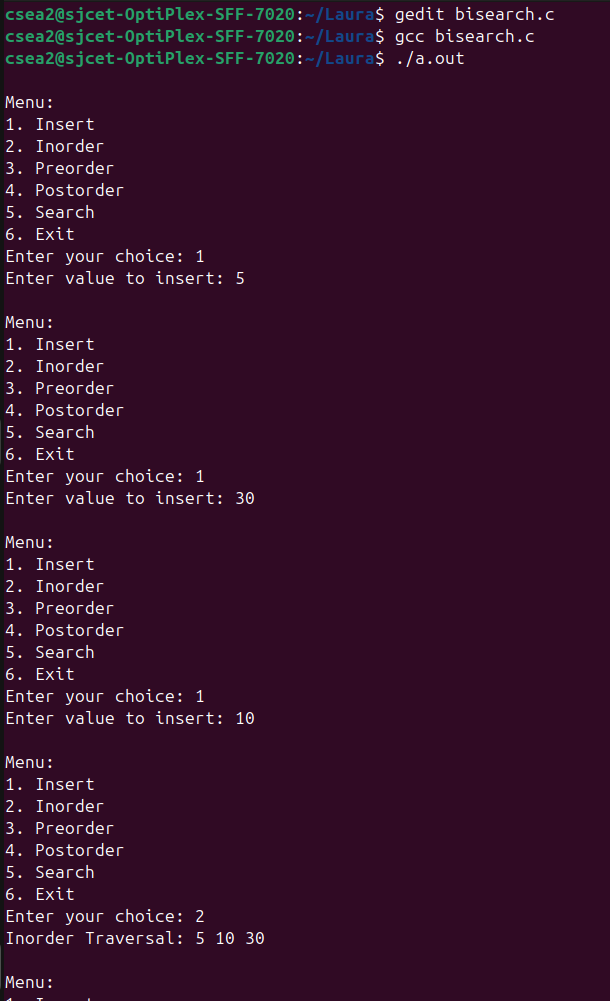 csea2@sjcet-OptiPlex-SFF-7020:~/Laura$ gedit bisearch.c
csea2@sjcet-OptiPlex-SFF-7020:~/Laura$ gcc bisearch.c
csea2@sjcet-OptiPlex-SFF-7020:~/Laura$ ./a.out

Menu:
1. Insert
2. Inorder
3. Preorder
4. Postorder
5. Search
6. Exit
Enter your choice: 1
Enter value to insert: 5

Menu:
1. Insert
2. Inorder
3. Preorder
4. Postorder
5. Search
6. Exit
Enter your choice: 1
Enter value to insert: 30

Menu:
1. Insert
2. Inorder
3. Preorder
4. Postorder
5. Search
6. Exit
Enter your choice: 1
Enter value to insert: 10

Menu:
1. Insert
2. Inorder
3. Preorder
4. Postorder
5. Search
6. Exit
Enter your choice: 2
Inorder Traversal: 5 10 30

Menu: